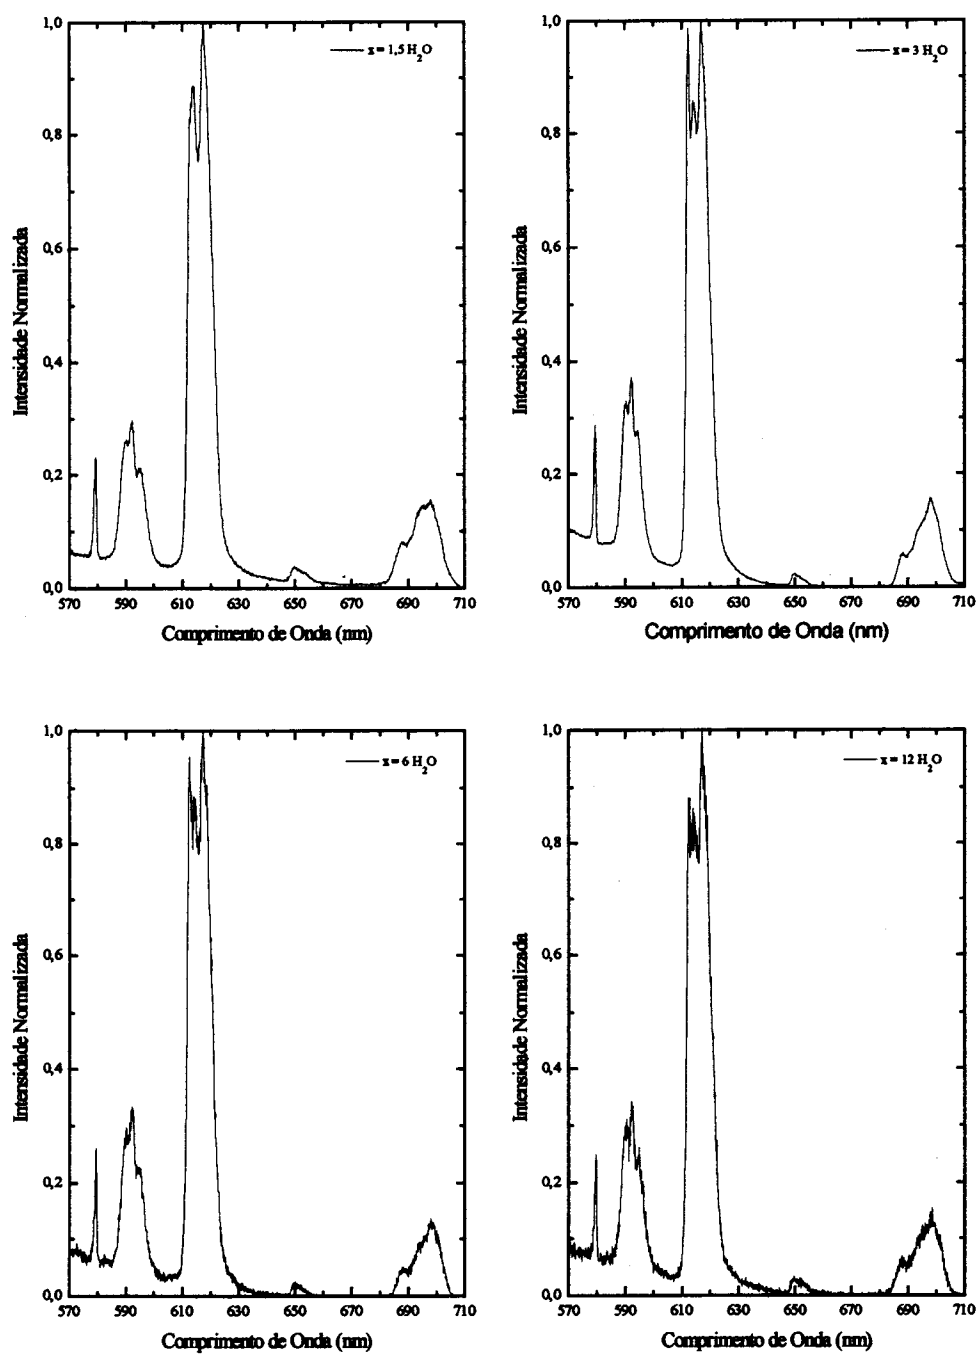 1,0
0,8
0,6
0,4
0,2
0,0
570 590 610 630 650 670 690 710
Intensidade Normalizada
Comprimento de Onda (nm)
x = 1,5 H2O
1,0
0,8
0,6
0,4
0,2
0,0
570 590 610 630 650 670 690 710
Intensidade Normalizada
Comprimento de Onda (nm)
x = 3 H2O
1,0
0,8
0,6
0,4
0,2
0,0
570 590 610 630 650 670 690 710
Intensidade Normalizada
Comprimento de Onda (nm)
x = 6 H2O
1,0
0,8
0,6
0,4
0,2
0,0
570 590 610 630 650 670 690 710
Intensidade Normalizada
Comprimento de Onda (nm)
x = 12 H2O